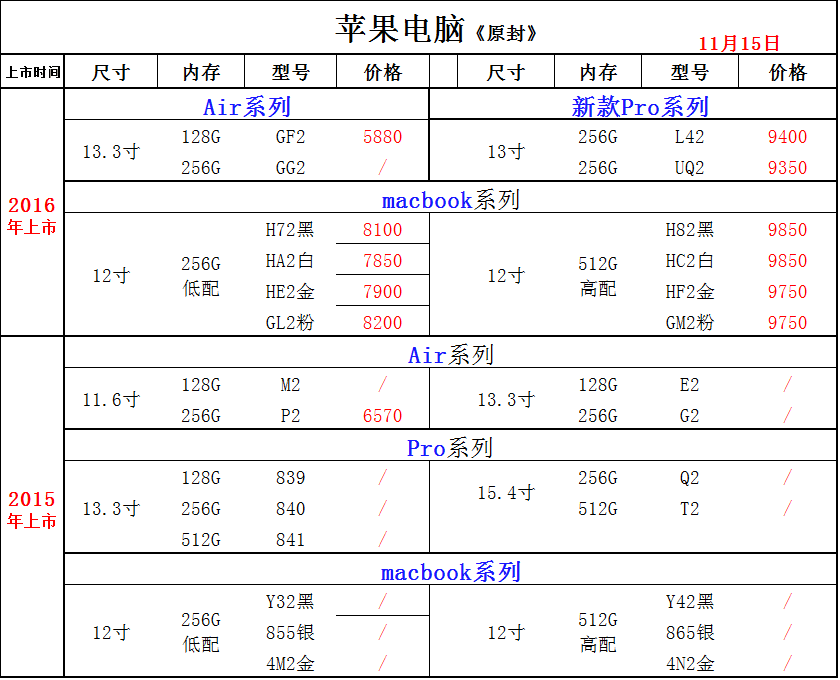 苹果电脑《原封》
11月15日
上市时间 尺寸 内存 型号 价格 尺寸 内存 型号 价格
Air系列 新款Pro系列
13.3寸 128G GF2 5880 13寸 256G L42 9400
256G GG2 / 256G UQ2 9350
2016
年上市
macbook系列
12寸 256G 低配 H72黑 8100 12寸 512G 高配 H82黑 9850
HA2白 7850 HC2白 9850
HE2金 7900 HF2金 9750
GL2粉 8200 GM2粉 9750
Air系列
11.6寸 128G M2 / 13.3寸 128G E2 /
256G P2 6570 256G G2 /
Pro系列
2015
年上市
13.3寸 128G 839 / 15.4寸 256G Q2 /
256G 840 / 512G T2 /
512G 841 /
macbook系列
12寸 256G 低配 Y32黑 / 12寸 512G 高配 Y42黑 /
855银 / 865银 /
4M2金 / 4N2金 /